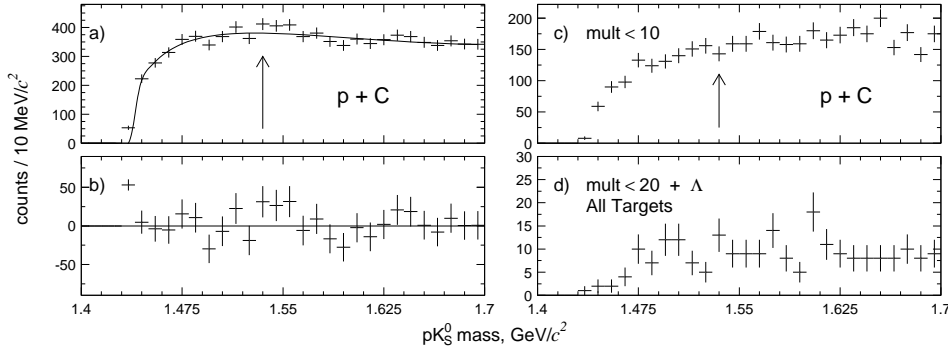 counts / 10 MeV/c²
a)
400
300
200
100
0
p + C
b)
50
0
-50
1.4 1.475 1.55 1.625 1.7
c) mult < 10
200
150
100
50
0
p + C
d) mult < 20 + Λ
All Targets
30
25
20
15
10
5
0
1.4 1.475 1.55 1.625 1.7
pK⁰S mass, GeV/c²